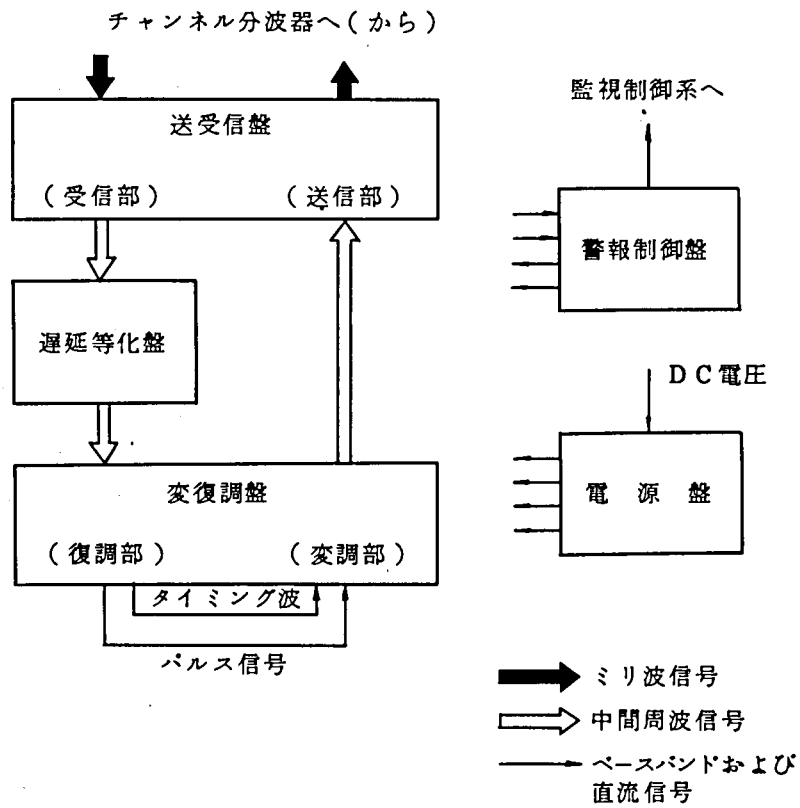 チャンネル分波器へ(から)
送受信盤
(受信部) (送信部)
遅延等化盤
変復調盤
(復調部) (変調部)
タイミング波
パルス信号
監視制御系へ
警報制御盤
DC電圧
電源盤
ミリ波信号
中間周波信号
ベースバンドおよび
直流信号